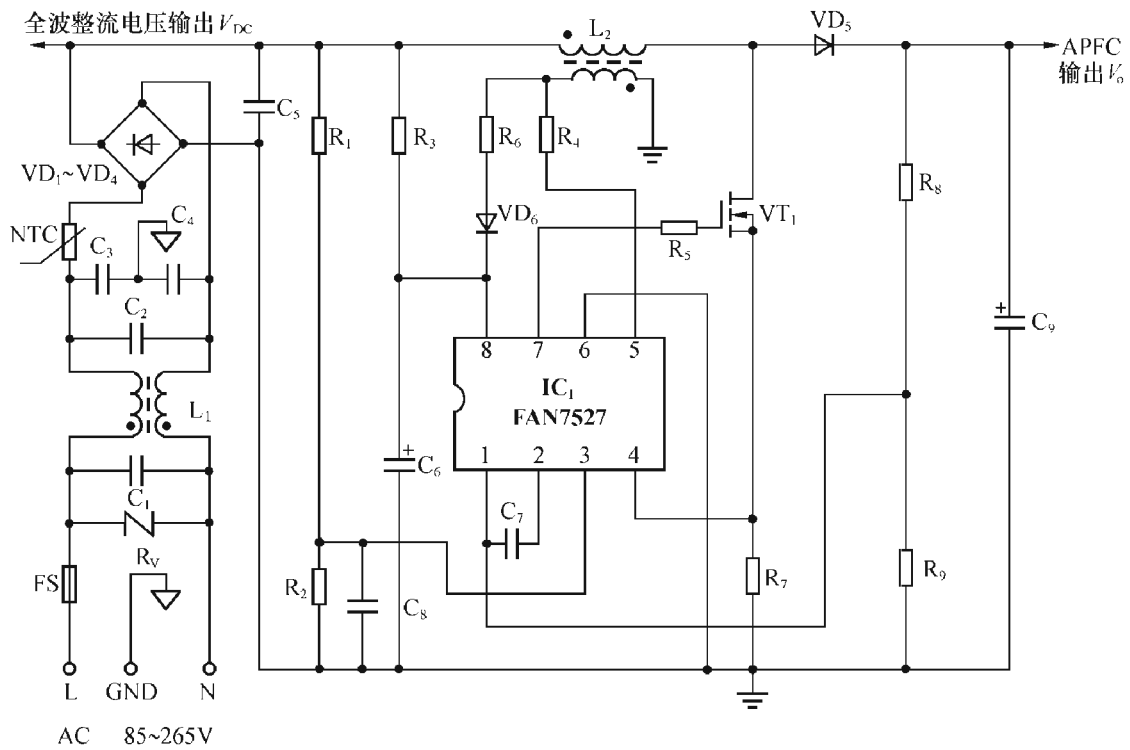 全波整流电压输出V_DC
L₂
VD₅
APFC
输出V_o
C₅
R₁
R₃
R₆
R₄
R₈
VD₁~VD₄
VD₆
VT₁
NTC
C₄
C₃
R₅
C₂
8 7 6 5
C₉
IC₁
FAN7527
L₁
1 2 3 4
C₆
C₁
C₇
R_V
FS
R₂
C₈
R₇
R₉
L GND N
AC 85~265V
+
+